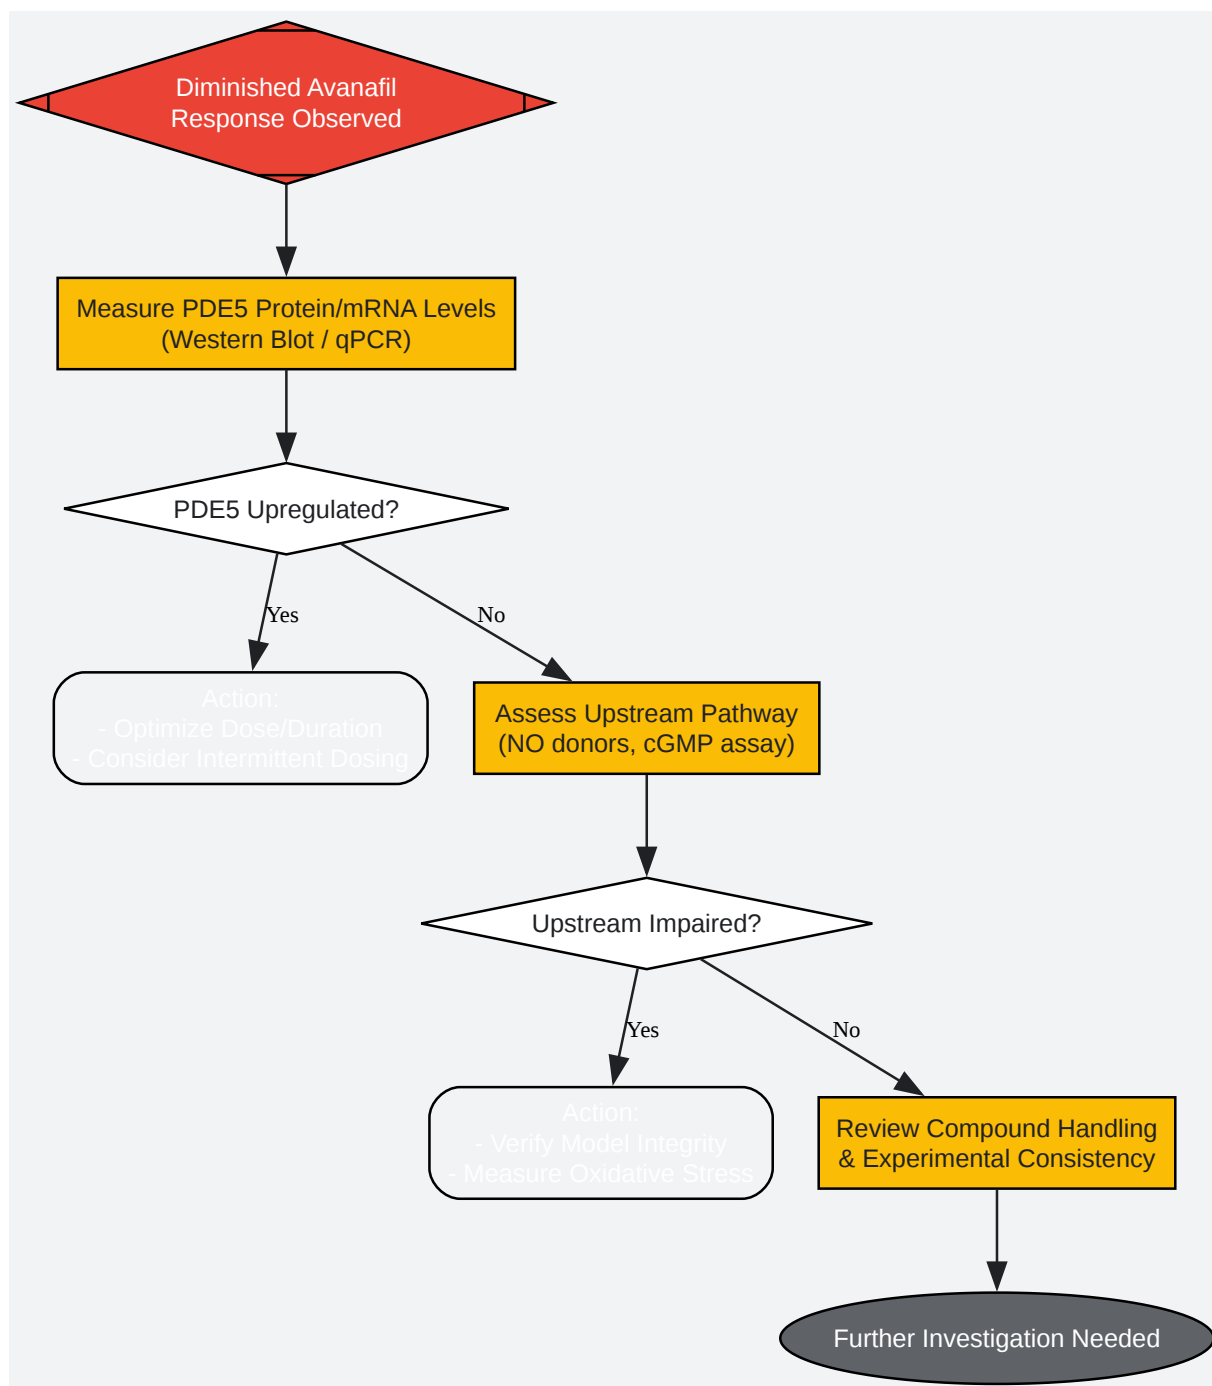 Diminished Avanafil
Response Observed
Measure PDE5 Protein/mRNA Levels
(Western Blot / qPCR)
PDE5 Upregulated?
Yes
No
Action:
- Optimize Dose/Duration
- Consider Intermittent Dosing
Assess Upstream Pathway
(NO donors, cGMP assay)
Upstream Impaired?
Yes
No
Action:
- Verify Model Integrity
- Measure Oxidative Stress
Review Compound Handling
& Experimental Consistency
Further Investigation Needed